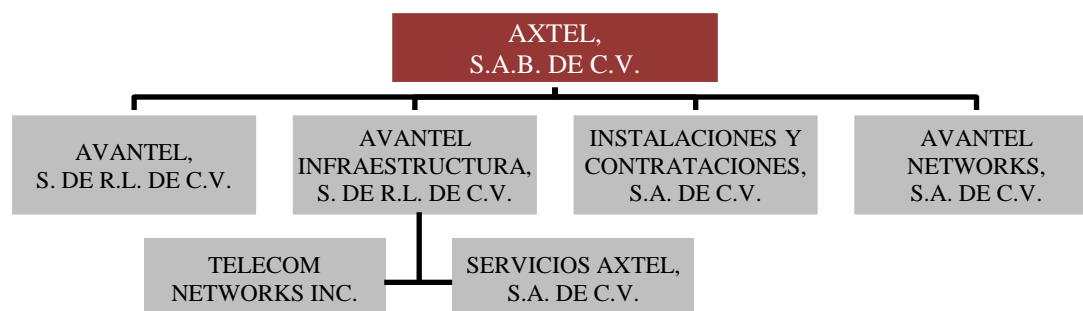 AXTEL,
S.A.B. DE C.V.
AVANTEL,
S. DE R.L. DE C.V.
AVANTEL
INFRAESTRUCTURA,
S. DE R.L. DE C.V.
INSTALACIONES Y
CONTRATACIONES,
S.A. DE C.V.
AVANTEL
NETWORKS,
S.A. DE C.V.
TELECOM
NETWORKS INC.
SERVICIOS AXTEL,
S.A. DE C.V.